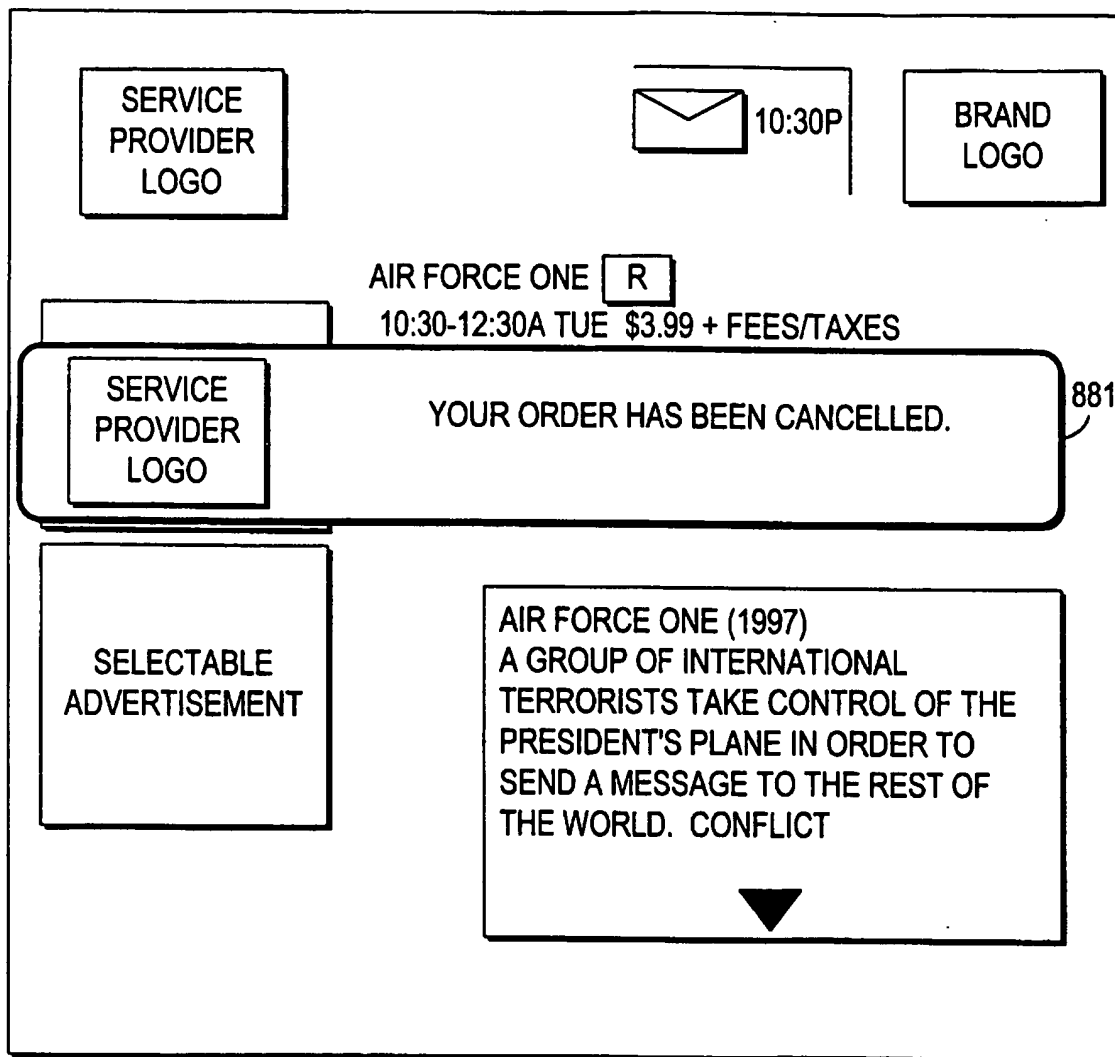 SERVICE
PROVIDER
LOGO
10:30P
BRAND
LOGO
AIR FORCE ONE R
10:30-12:30A TUE $3.99 + FEES/TAXES
SERVICE
PROVIDER
LOGO
YOUR ORDER HAS BEEN CANCELLED.
881
SELECTABLE
ADVERTISEMENT
AIR FORCE ONE (1997)
A GROUP OF INTERNATIONAL
TERRORISTS TAKE CONTROL OF THE
PRESIDENT'S PLANE IN ORDER TO
SEND A MESSAGE TO THE REST OF
THE WORLD. CONFLICT